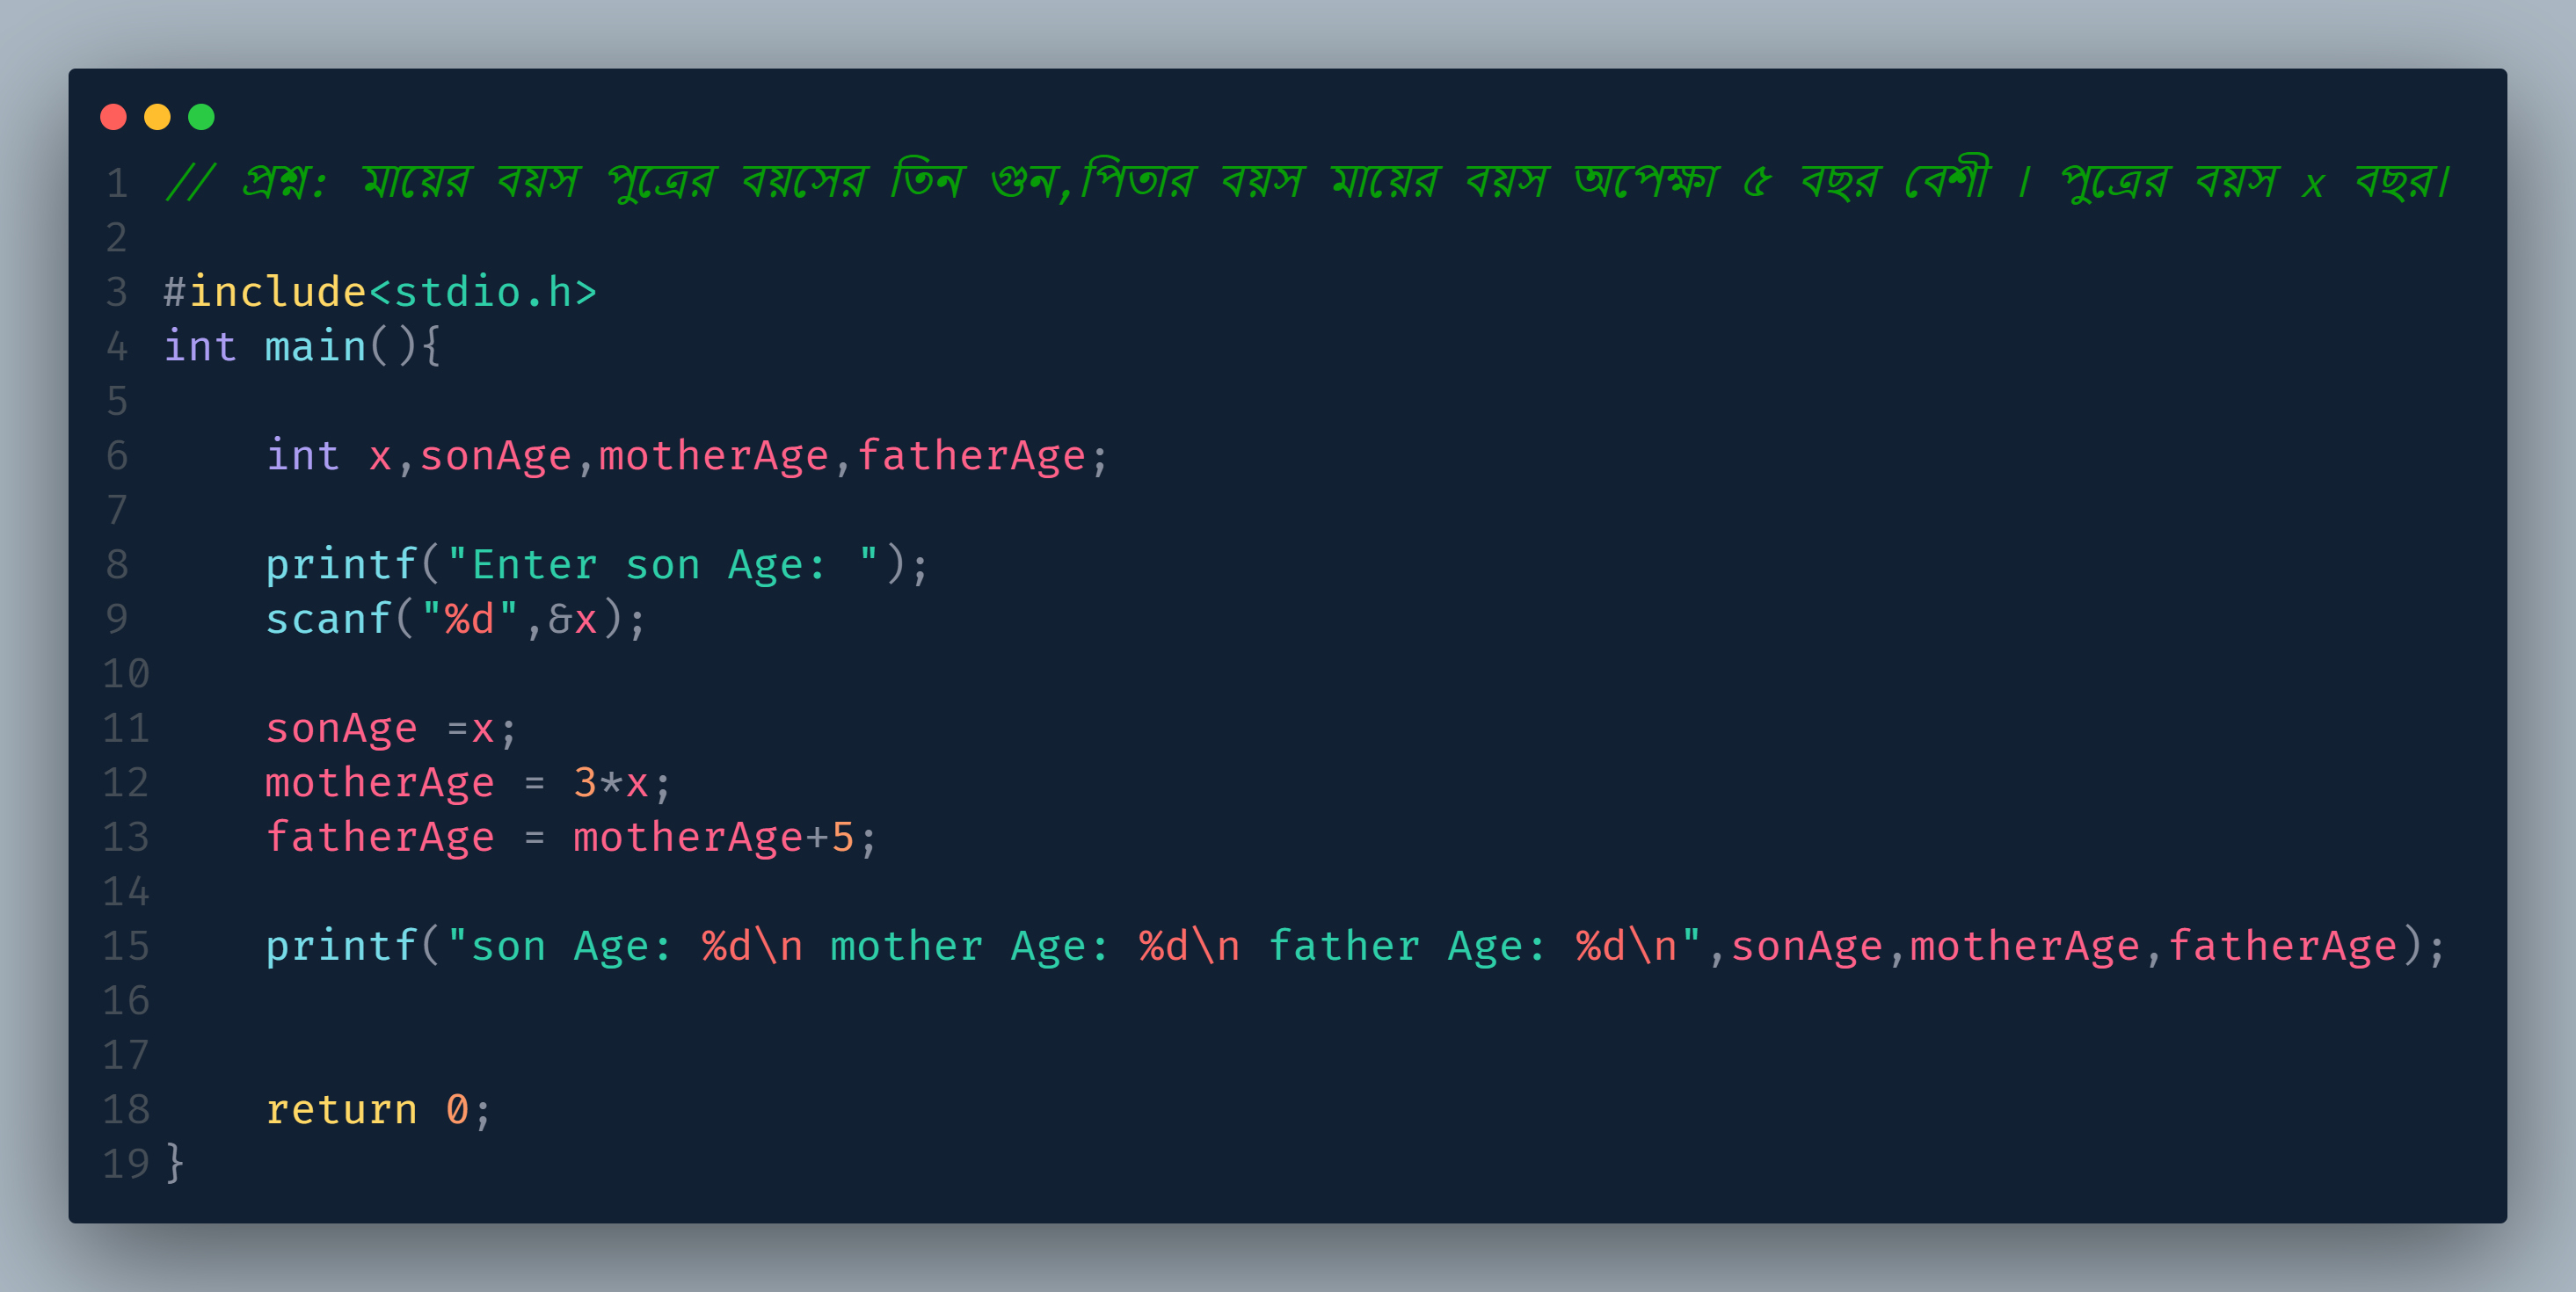 1 // প্রশ্ন: মায়ের বয়স পুত্রের বয়সের তিন গুন,পিতার বয়স মায়ের বয়স অপেক্ষা ৫ বছর বেশী । পুত্রের বয়স x বছর।
2
3 #include<stdio.h>
4 int main(){
5
6     int x,sonAge,motherAge,fatherAge;
7
8     printf("Enter son Age: ");
9     scanf("%d",&x);
10
11     sonAge =x;
12     motherAge = 3*x;
13     fatherAge = motherAge+5;
14
15     printf("son Age: %d\n mother Age: %d\n father Age: %d\n",sonAge,motherAge,fatherAge);
16
17
18     return 0;
19 }